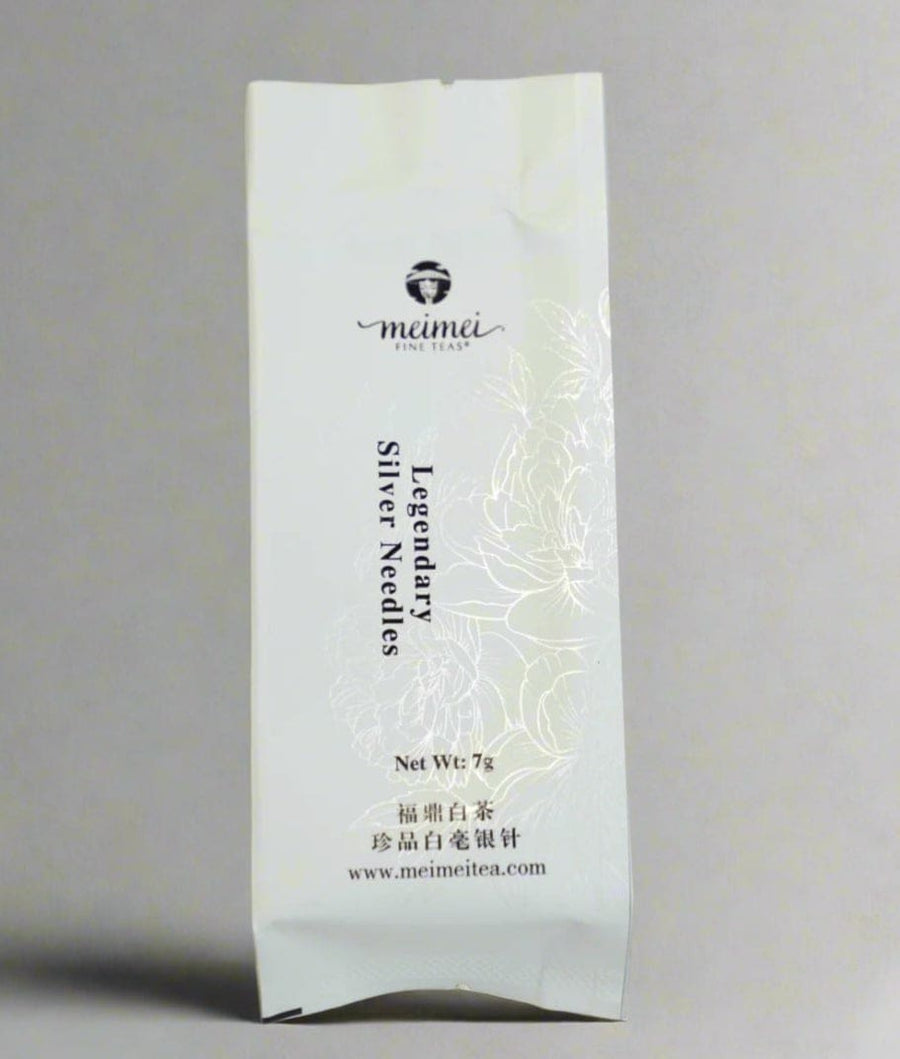 meimei
FINE TEAS®
Legendary
Silver Needles
Net Wt: 7g
福鼎白茶
珍品白毫银针
www.meimeitea.com